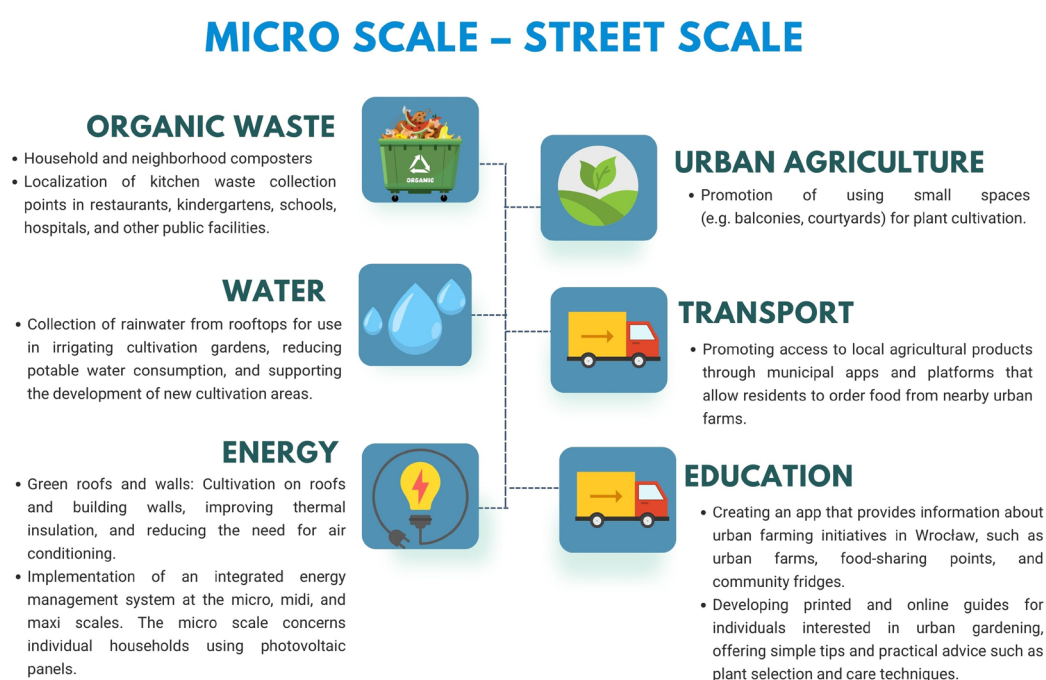 MICRO SCALE – STREET SCALE
ORGANIC WASTE
• Household and neighborhood composters
• Localization of kitchen waste collection
points in restaurants, kindergartens, schools,
hospitals, and other public facilities.
ORGANIC
URBAN AGRICULTURE
• Promotion of using small spaces
(e.g. balconies, courtyards) for plant cultivation.
WATER
• Collection of rainwater from rooftops for use
in irrigating cultivation gardens, reducing
potable water consumption, and supporting
the development of new cultivation areas.
TRANSPORT
• Promoting access to local agricultural products
through municipal apps and platforms that
allow residents to order food from nearby urban
farms.
ENERGY
• Green roofs and walls: Cultivation on roofs
and building walls, improving thermal
insulation, and reducing the need for air
conditioning.
• Implementation of an integrated energy
management system at the micro, midi, and
maxi scales. The micro scale concerns
individual households using photovoltaic
panels.
EDUCATION
• Creating an app that provides information about
urban farming initiatives in Wrocław, such as
urban farms, food-sharing points, and
community fridges.
• Developing printed and online guides for
individuals interested in urban gardening,
offering simple tips and practical advice such as
plant selection and care techniques.